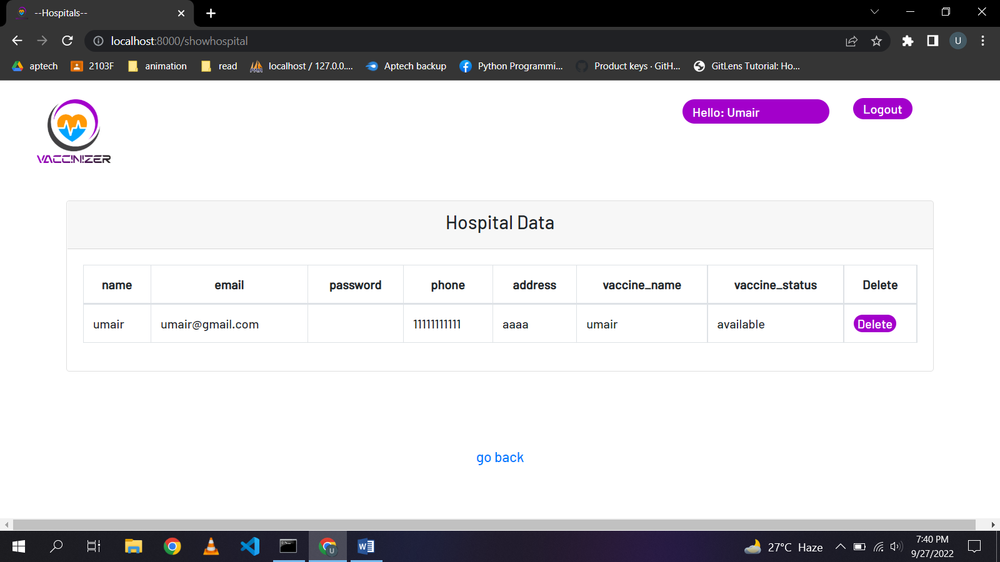 --Hospitals--
localhost:8000/showhospital
U
aptech
2103F
animation
read
localhost / 127.0.0....
Aptech backup
Python Programmi...
Product keys · GitH...
GitLens Tutorial: Ho...
VACCINIZER
Hello: Umair
Logout
Hospital Data
name email password phone address vaccine_name vaccine_status Delete
umair umair@gmail.com 11111111111 aaaa umair available Delete
go back
27°C Haze
7:40 PM
9/27/2022